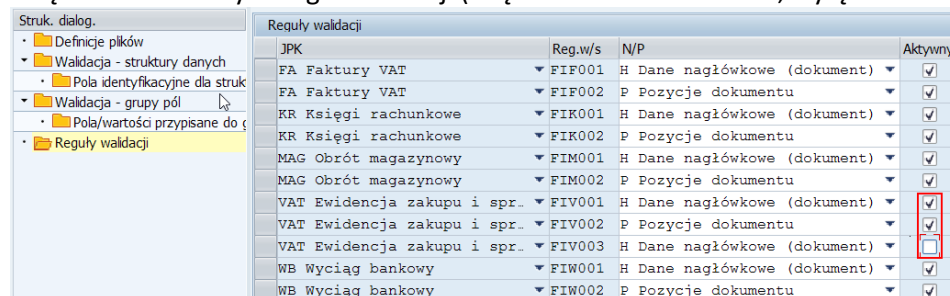 Struk. dialog.
Definicje plików
Walidacja - struktury danych
Pola identyfikacyjne dla struk
Walidacja - grupy pól
Pola/wartości przypisane do g
Reguły walidacji
Reguły walidacji
JPK Reg.w/s N/P Aktywny
FA Faktury VAT FIF001 H Dane nagłówkowe (dokument)
FA Faktury VAT FIF002 P Pozycje dokumentu
KR Księgi rachunkowe FIK001 H Dane nagłówkowe (dokument)
KR Księgi rachunkowe FIK002 P Pozycje dokumentu
MAG Obrót magazynowy FIM001 H Dane nagłówkowe (dokument)
MAG Obrót magazynowy FIM002 P Pozycje dokumentu
VAT Ewidencja zakupu i spr… FIV001 H Dane nagłówkowe (dokument)
VAT Ewidencja zakupu i spr… FIV002 P Pozycje dokumentu
VAT Ewidencja zakupu i spr… FIV003 H Dane nagłówkowe (dokument)
WB Wyciąg bankowy FIW001 H Dane nagłówkowe (dokument)
WB Wyciąg bankowy FIW002 P Pozycje dokumentu